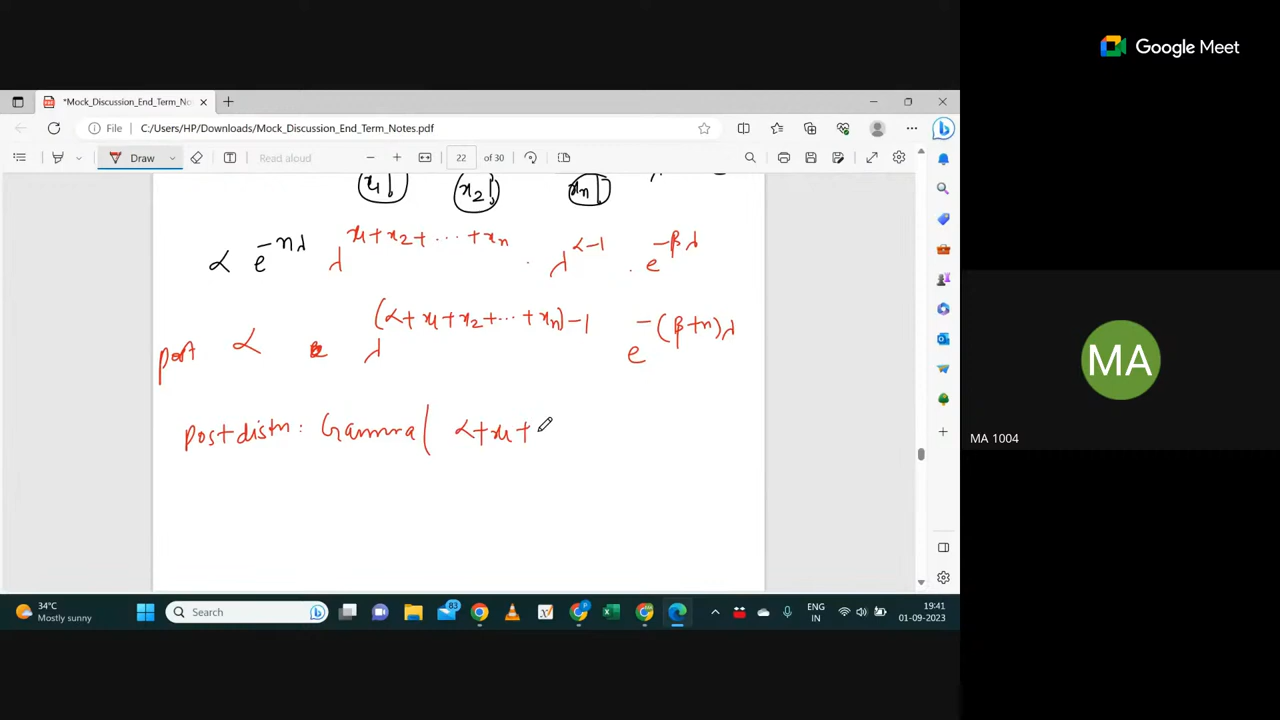 Google Meet
*Mock_Discussion_End_Term_No
File C:/Users/HP/Downloads/Mock_Discussion_End_Term_Notes.pdf
Draw Read aloud 22 of 30
x₁! x₂! xₙ!
∝ e^{-nλ} λ^{x₁+x₂+⋯+xₙ} · λ^{α-1} · e^{-βλ}
post ∝ λ^{(α+x₁+x₂+⋯+xₙ)-1} e^{-(β+n)λ}
post distn: Gamma( α+x₁+
MA
MA 1004
34°C
Mostly sunny
Search
83
ENG
IN
19:41
01-09-2023